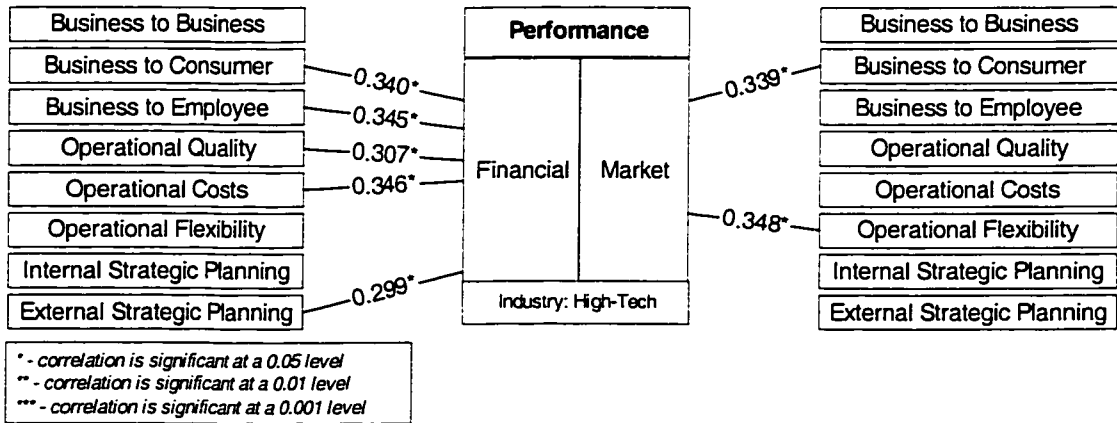 Business to Business
Business to Consumer
Business to Employee
Operational Quality
Operational Costs
Operational Flexibility
Internal Strategic Planning
External Strategic Planning
0.340*
0.345*
0.307*
0.346*
0.299*
Performance
Financial
Market
Industry: High-Tech
0.339*
0.348*
Business to Business
Business to Consumer
Business to Employee
Operational Quality
Operational Costs
Operational Flexibility
Internal Strategic Planning
External Strategic Planning
* - correlation is significant at a 0.05 level
** - correlation is significant at a 0.01 level
*** - correlation is significant at a 0.001 level